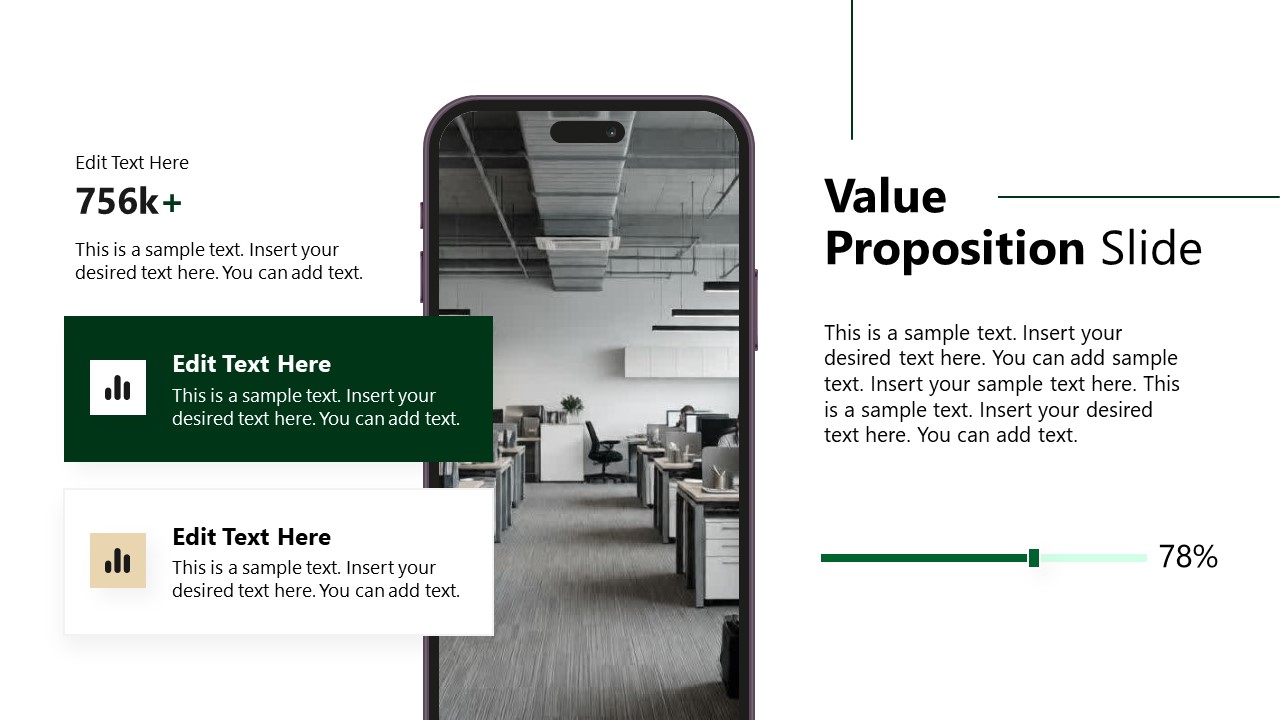 Edit Text Here
756k+
This is a sample text. Insert your
desired text here. You can add text.
Edit Text Here
This is a sample text. Insert your
desired text here. You can add text.
Edit Text Here
This is a sample text. Insert your
desired text here. You can add text.
Value
Proposition Slide
This is a sample text. Insert your
desired text here. You can add sample
text. Insert your sample text here. This
is a sample text. Insert your desired
text here. You can add text.
78%